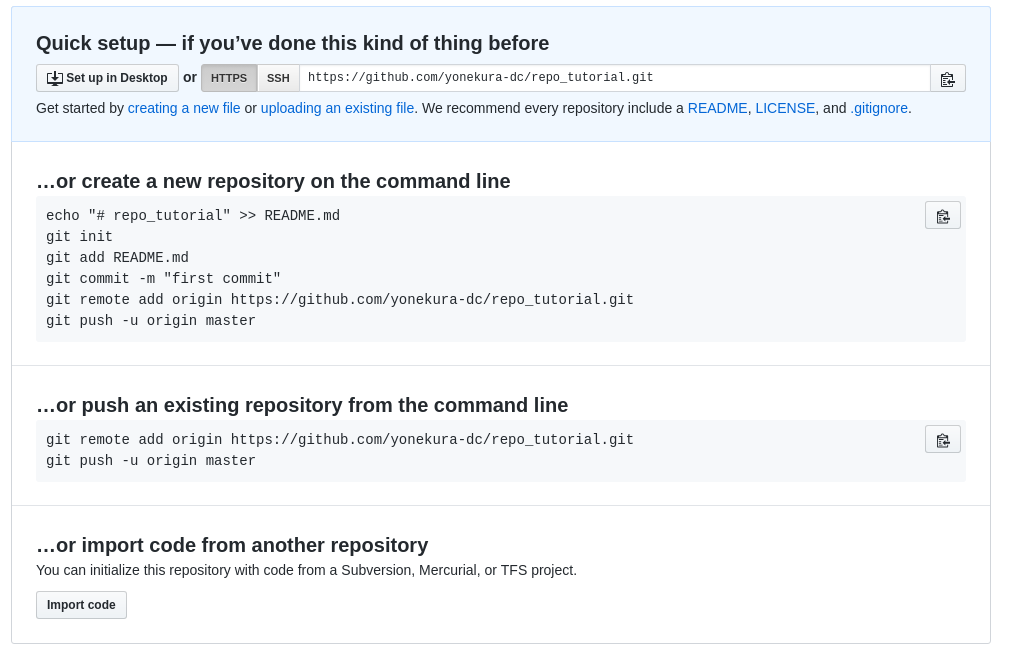 Quick setup — if you’ve done this kind of thing before
Set up in Desktop or HTTPS SSH https://github.com/yonekura-dc/repo_tutorial.git
Get started by creating a new file or uploading an existing file. We recommend every repository include a README, LICENSE, and .gitignore.
…or create a new repository on the command line
echo "# repo_tutorial" >> README.md
git init
git add README.md
git commit -m "first commit"
git remote add origin https://github.com/yonekura-dc/repo_tutorial.git
git push -u origin master
…or push an existing repository from the command line
git remote add origin https://github.com/yonekura-dc/repo_tutorial.git
git push -u origin master
…or import code from another repository
You can initialize this repository with code from a Subversion, Mercurial, or TFS project.
Import code